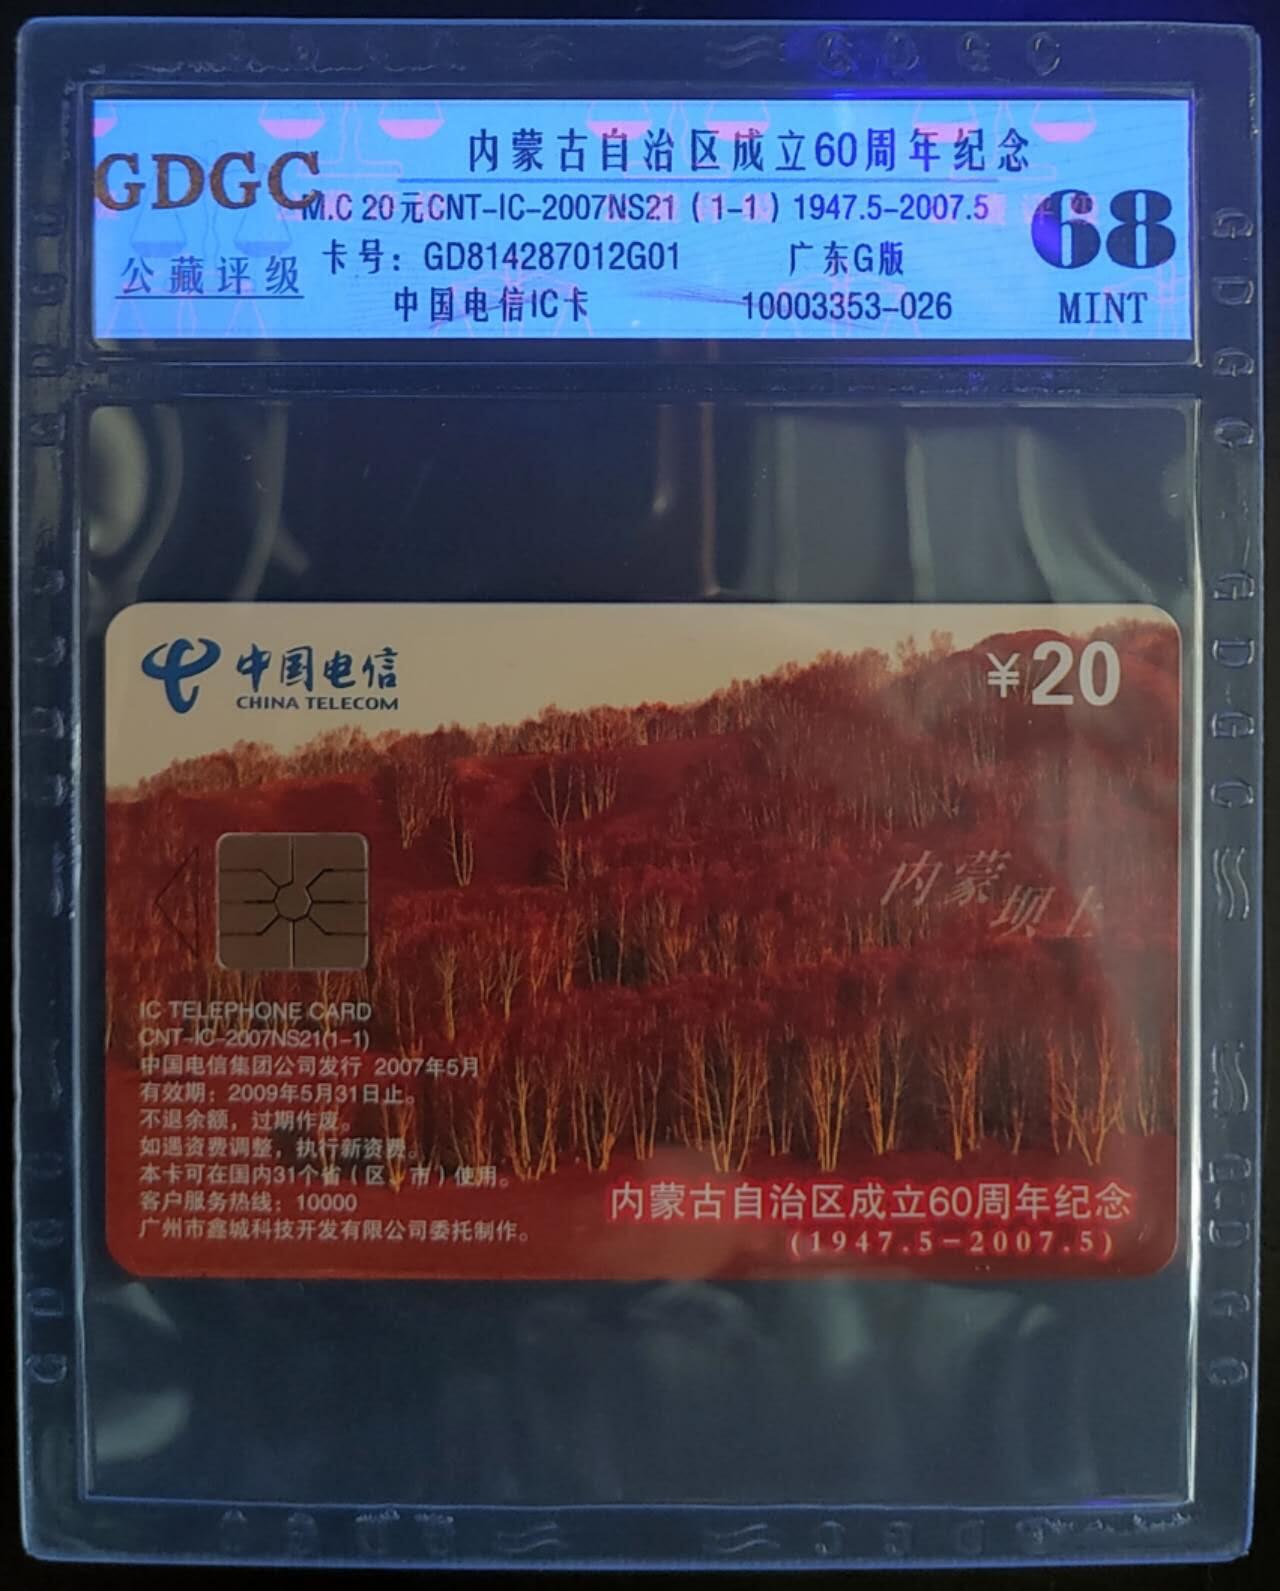 内蒙古自治区成立60周年纪念
GDGC
M.C 20元CNT-IC-2007NS21（1-1）1947.5-2007.5
68
卡号：GD814287012G01 广东G版
公藏评级
中国电信IC卡 10003353-026
MINT
中国电信
CHINA TELECOM
¥20
内蒙
坝上
IC TELEPHONE CARD
CNT-IC-2007NS21(1-1)
中国电信集团公司发行 2007年5月
有效期：2009年5月31日止。
不退余额，过期作废。
如遇资费调整，执行新资费。
本卡可在国内31个省（区、市）使用。
客户服务热线：10000
广州市鑫城科技开发有限公司委托制作。
内蒙古自治区成立60周年纪念
(1947.5-2007.5)